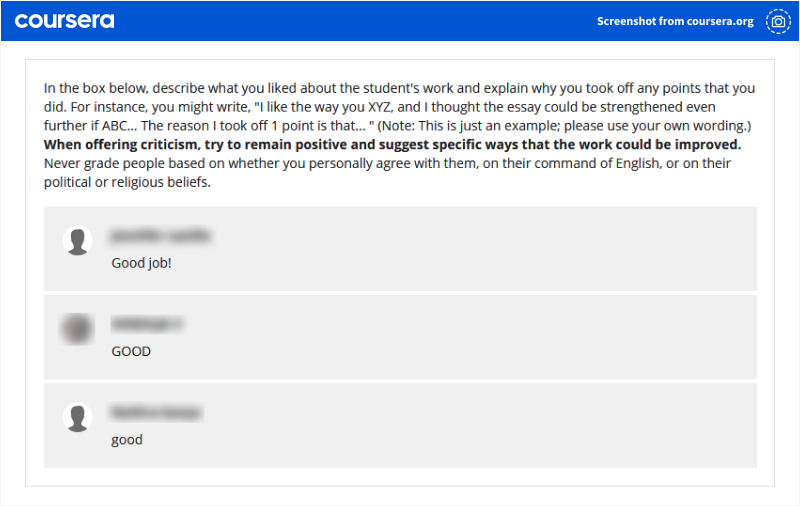 coursera
Screenshot from coursera.org
In the box below, describe what you liked about the student's work and explain why you took off any points that you
did. For instance, you might write, "I like the way you XYZ, and I thought the essay could be strengthened even
further if ABC... The reason I took off 1 point is that... " (Note: This is just an example; please use your own wording.)
When offering criticism, try to remain positive and suggest specific ways that the work could be improved.
Never grade people based on whether you personally agree with them, on their command of English, or on their
political or religious beliefs.
Good job!
GOOD
good